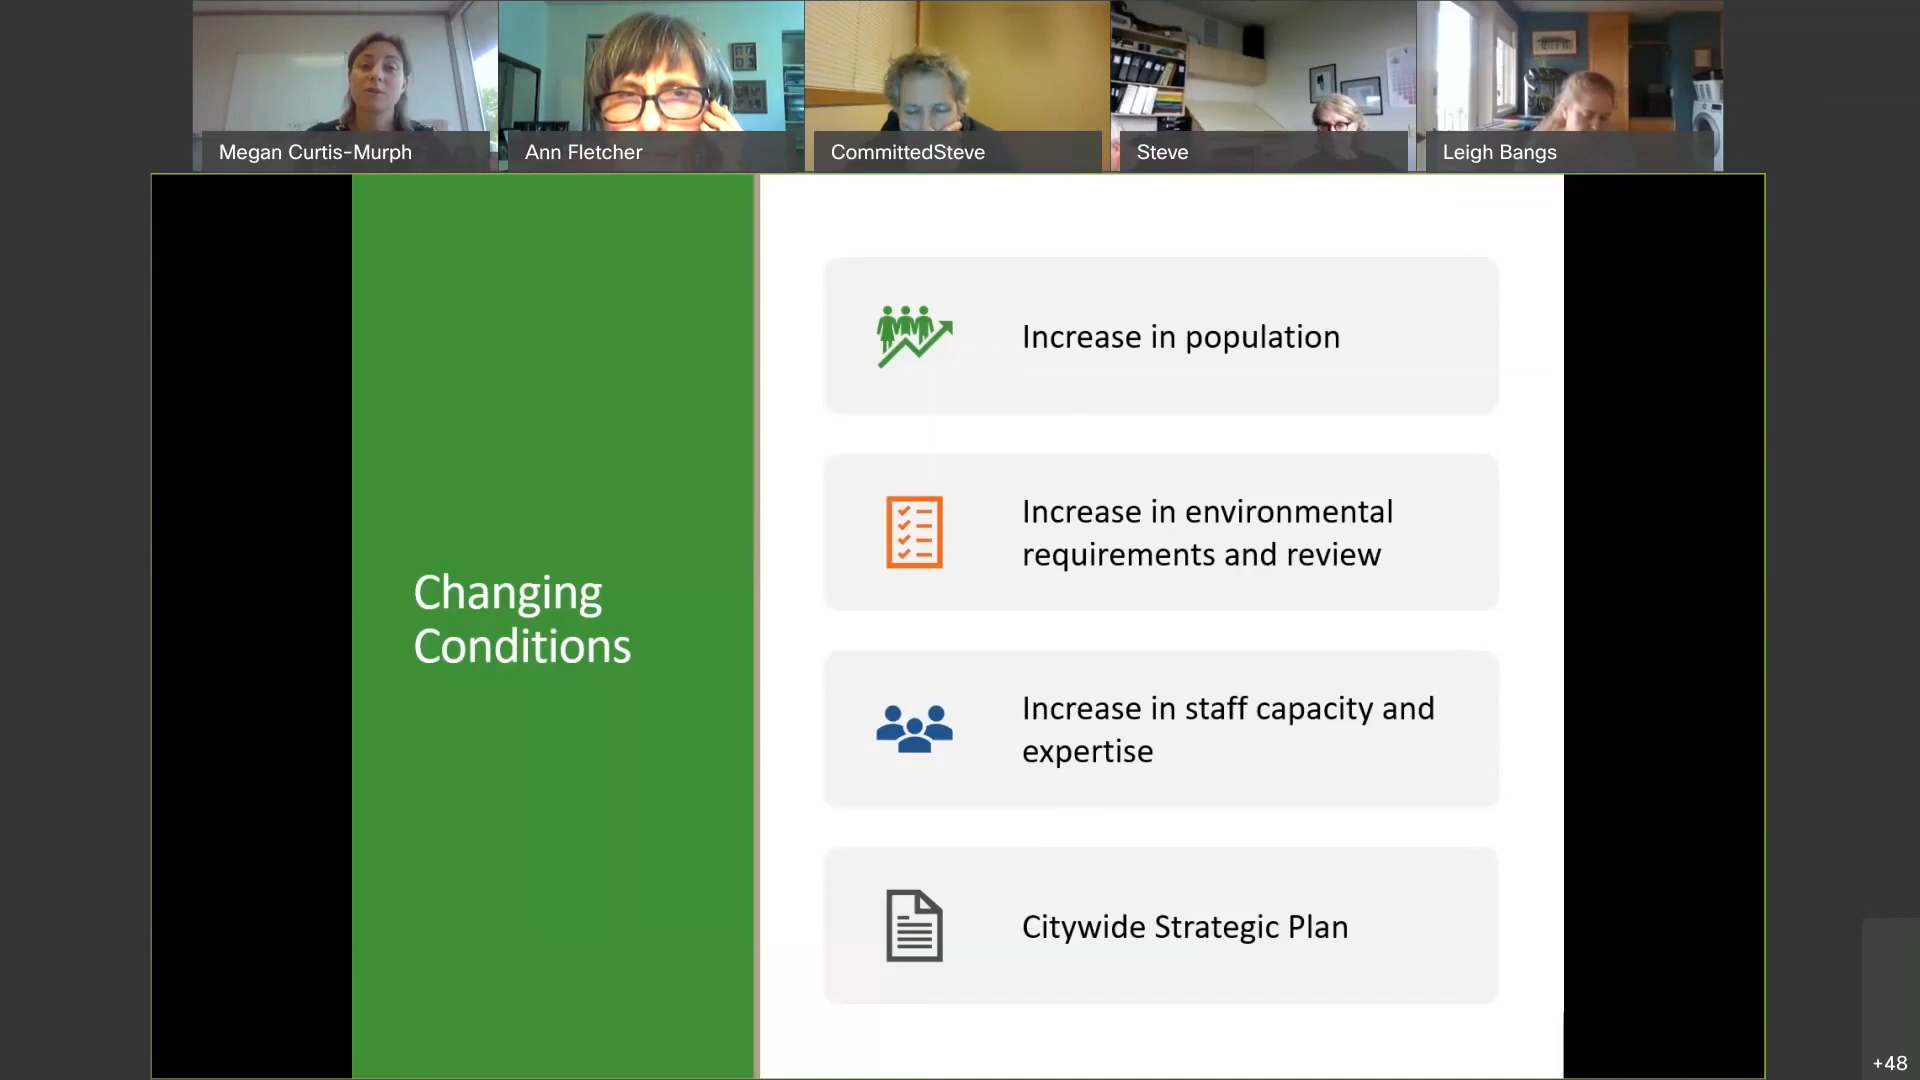 Megan Curtis-Murph
Ann Fletcher
CommittedSteve
Steve
Leigh Bangs
Changing
Conditions
Increase in population
Increase in environmental
requirements and review
Increase in staff capacity and
expertise
Citywide Strategic Plan
+48